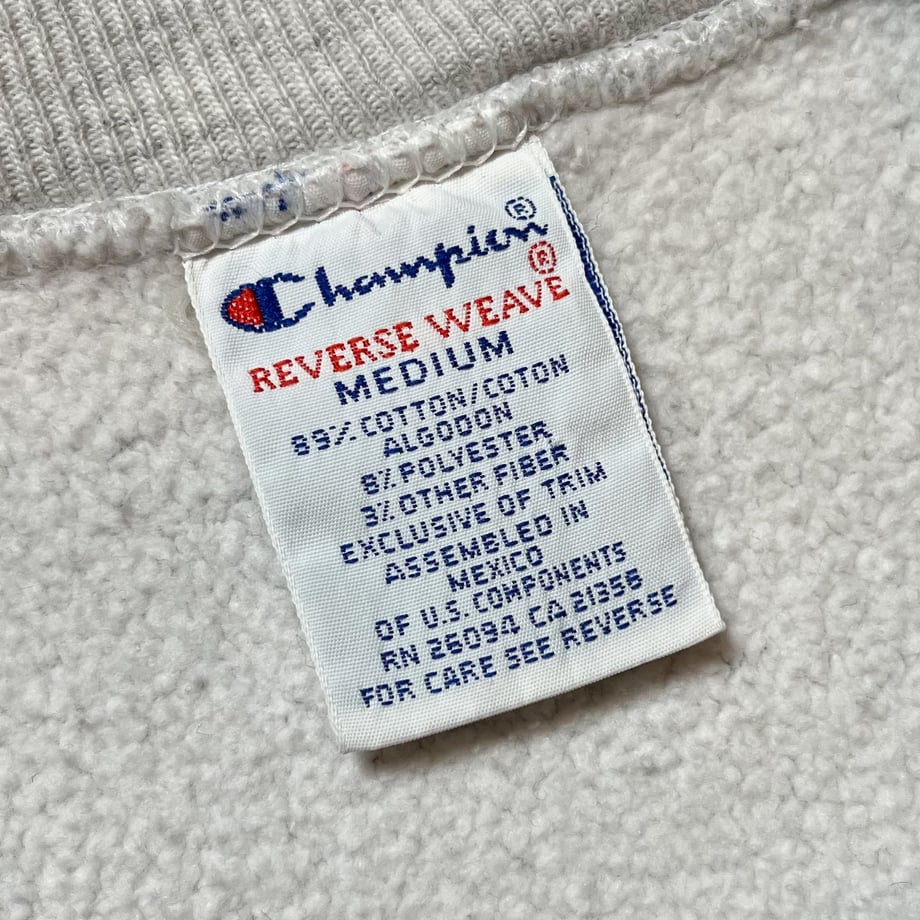 Champion®
REVERSE WEAVE®
MEDIUM
89% COTTON/COTON
ALGODON
8% POLYESTER
3% OTHER FIBER
EXCLUSIVE OF TRIM
ASSEMBLED IN
MEXICO
OF U.S. COMPONENTS
RN 26094 CA 21356
FOR CARE SEE REVERSE